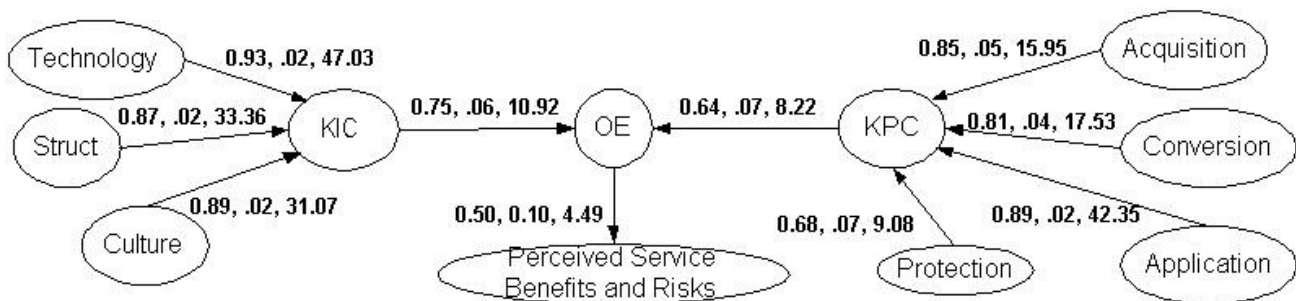 Technology
0.93, .02, 47.03
0.85, .05, 15.95
Acquisition
Struct
0.87, .02, 33.36
KIC
0.75, .06, 10.92
OE
0.64, .07, 8.22
KPC
0.81, .04, 17.53
Conversion
Culture
0.89, .02, 31.07
0.50, 0.10, 4.49
0.68, .07, 9.08
0.89, .02, 42.35
Perceived Service
Benefits and Risks
Protection
Application